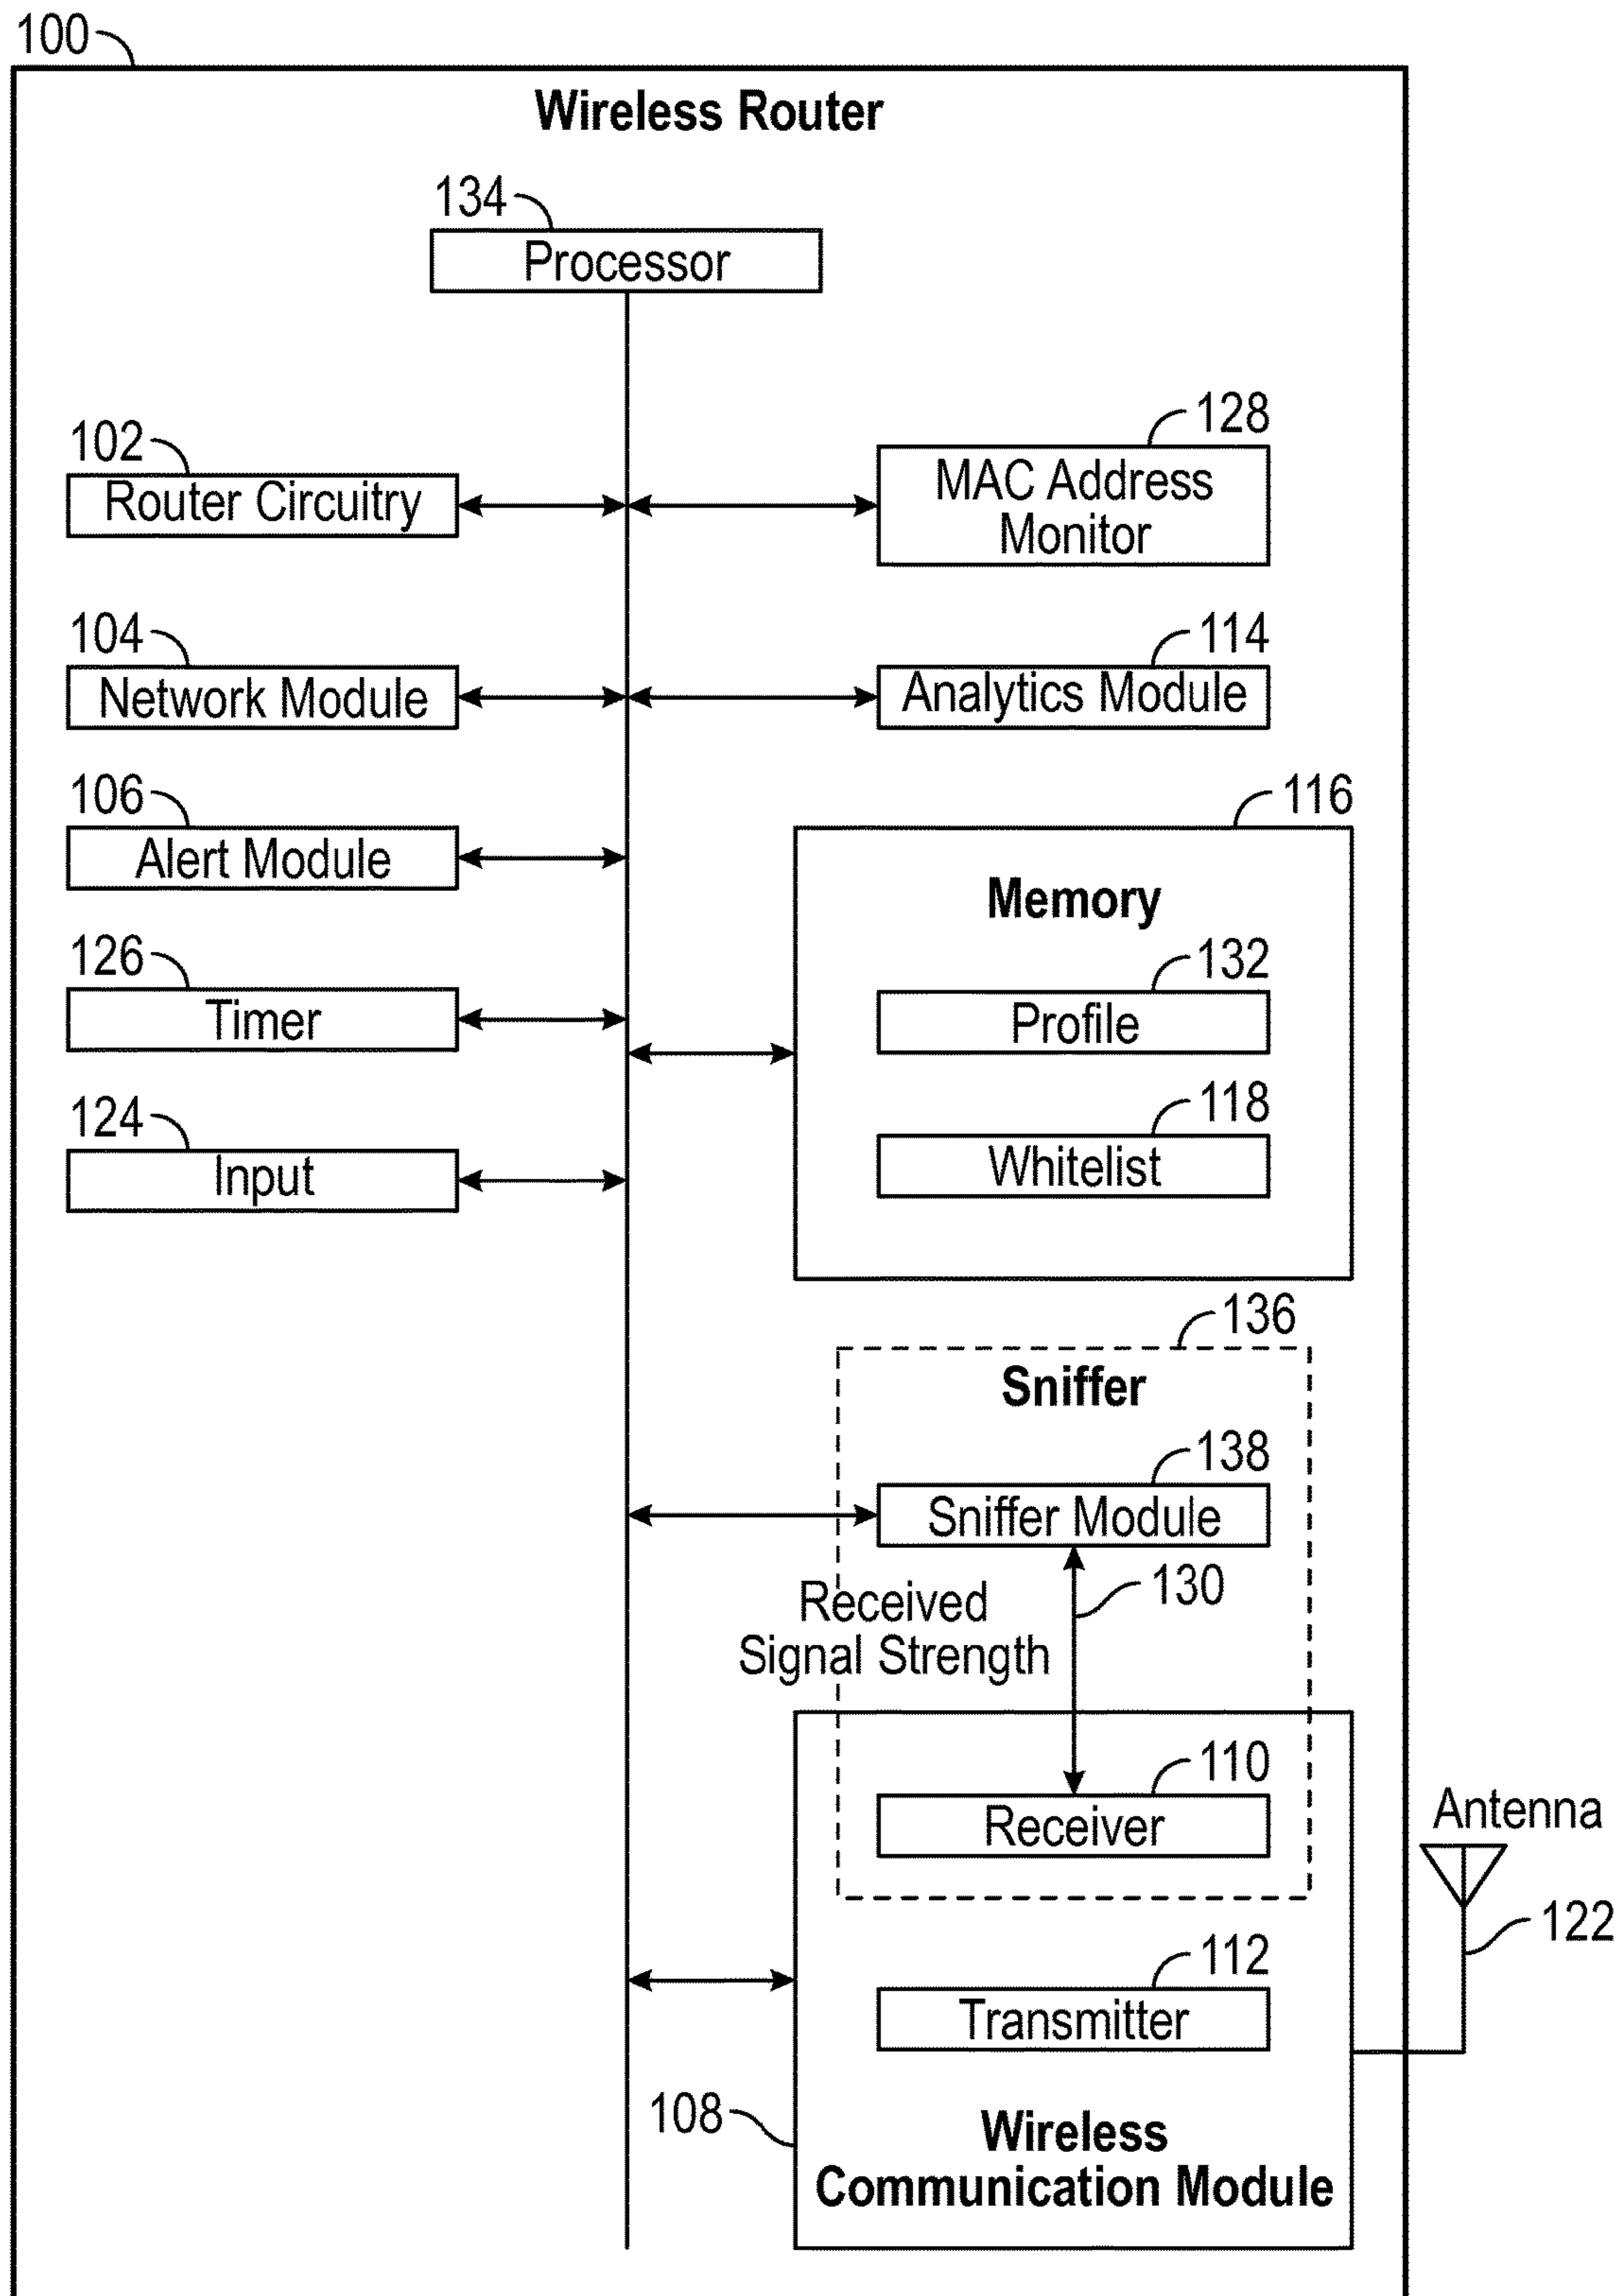 100
Wireless Router
134
Processor
102
Router Circuitry
128
MAC Address
Monitor
104
Network Module
114
Analytics Module
106
Alert Module
116
Memory
126
Timer
132
Profile
124
Input
118
Whitelist
136
Sniffer
138
Sniffer Module
130
Received
Signal Strength
110
Receiver
Antenna
122
112
Transmitter
108
Wireless
Communication Module